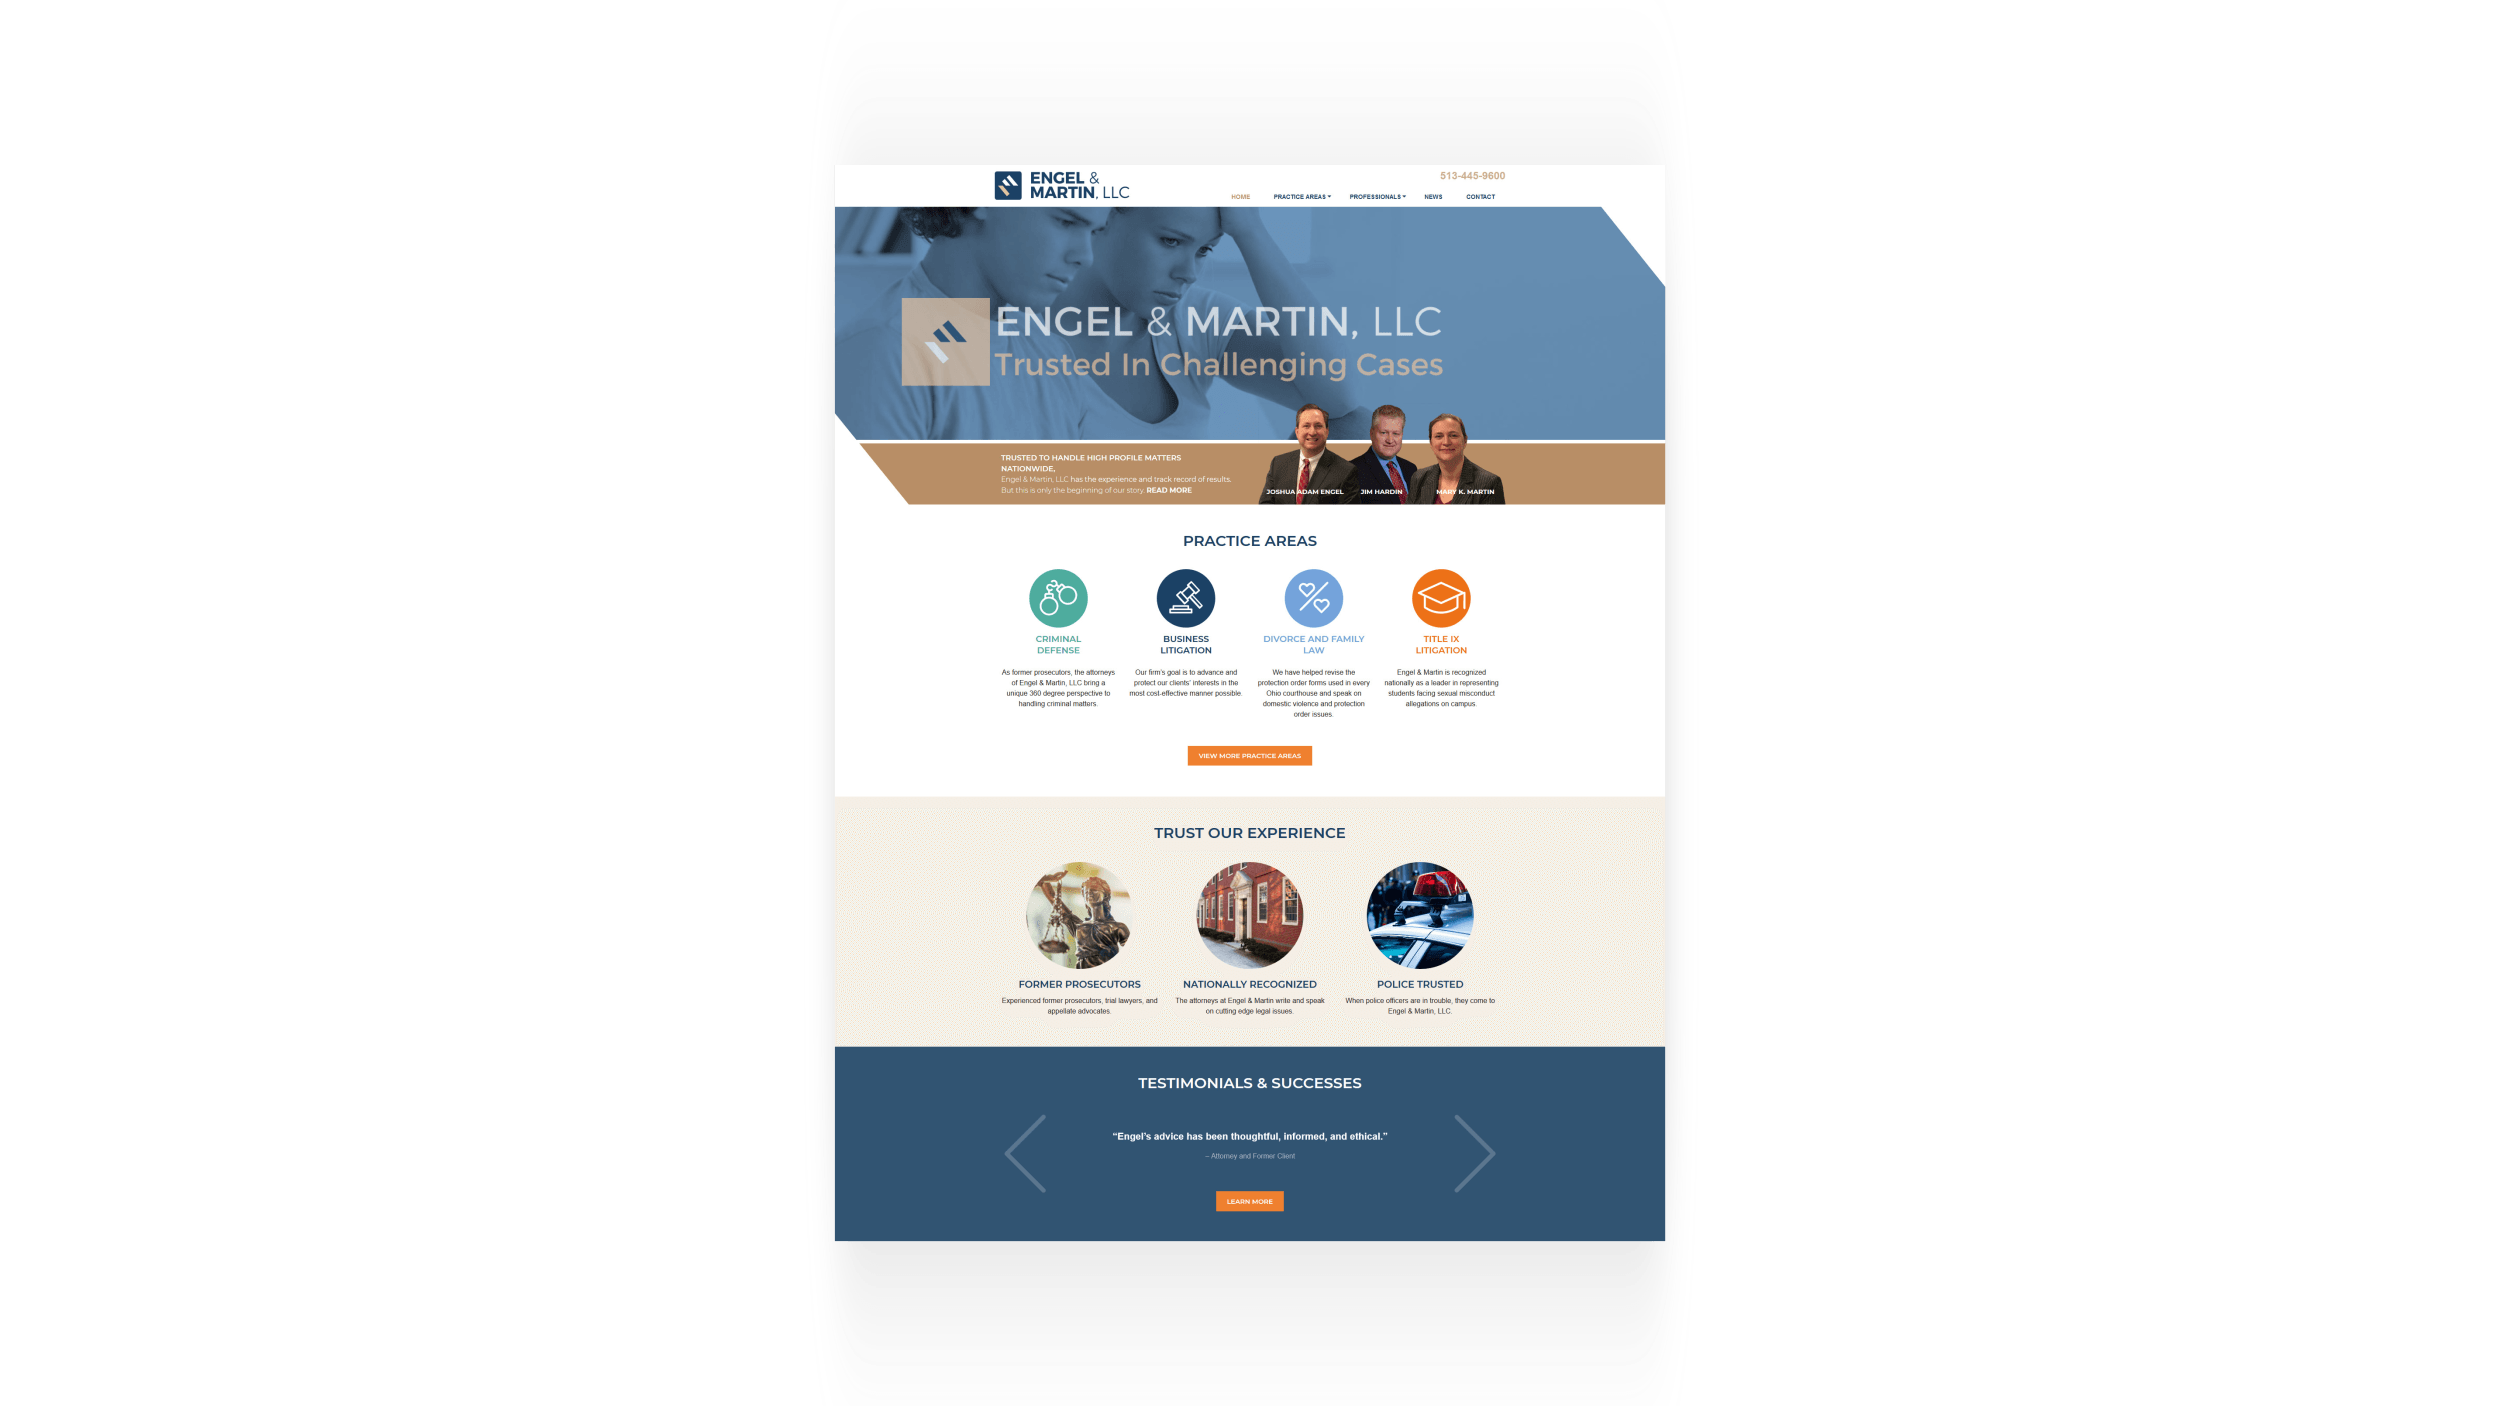 ENGEL &
MARTIN, LLC
513-445-9600
HOME PRACTICE AREAS PROFESSIONALS NEWS CONTACT
ENGEL & MARTIN, LLC
Trusted In Challenging Cases
TRUSTED TO HANDLE HIGH PROFILE MATTERS
NATIONWIDE,
Engel & Martin, LLC has the experience and track record of results.
But this is only the beginning of our story. READ MORE
JOSHUA ADAM ENGEL JIM HARDIN MARY K. MARTIN
PRACTICE AREAS
CRIMINAL
DEFENSE
As former prosecutors, the attorneys
of Engel & Martin, LLC bring a
unique 360 degree perspective to
handling criminal matters.
BUSINESS
LITIGATION
Our firm's goal is to advance and
protect our clients' interests in the
most cost-effective manner possible.
DIVORCE AND FAMILY
LAW
We have helped revise the
protection order forms used in every
Ohio courthouse and speak on
domestic violence and protection
order issues.
TITLE IX
LITIGATION
Engel & Martin is recognized
nationally as a leader in representing
students facing sexual misconduct
allegations on campus.
VIEW MORE PRACTICE AREAS
TRUST OUR EXPERIENCE
FORMER PROSECUTORS
Experienced former prosecutors, trial lawyers, and
appellate advocates.
NATIONALLY RECOGNIZED
The attorneys at Engel & Martin write and speak
on cutting edge legal issues.
POLICE TRUSTED
When police officers are in trouble, they come to
Engel & Martin, LLC.
TESTIMONIALS & SUCCESSES
“Engel's advice has been thoughtful, informed, and ethical.”
– Attorney and Former Client
LEARN MORE